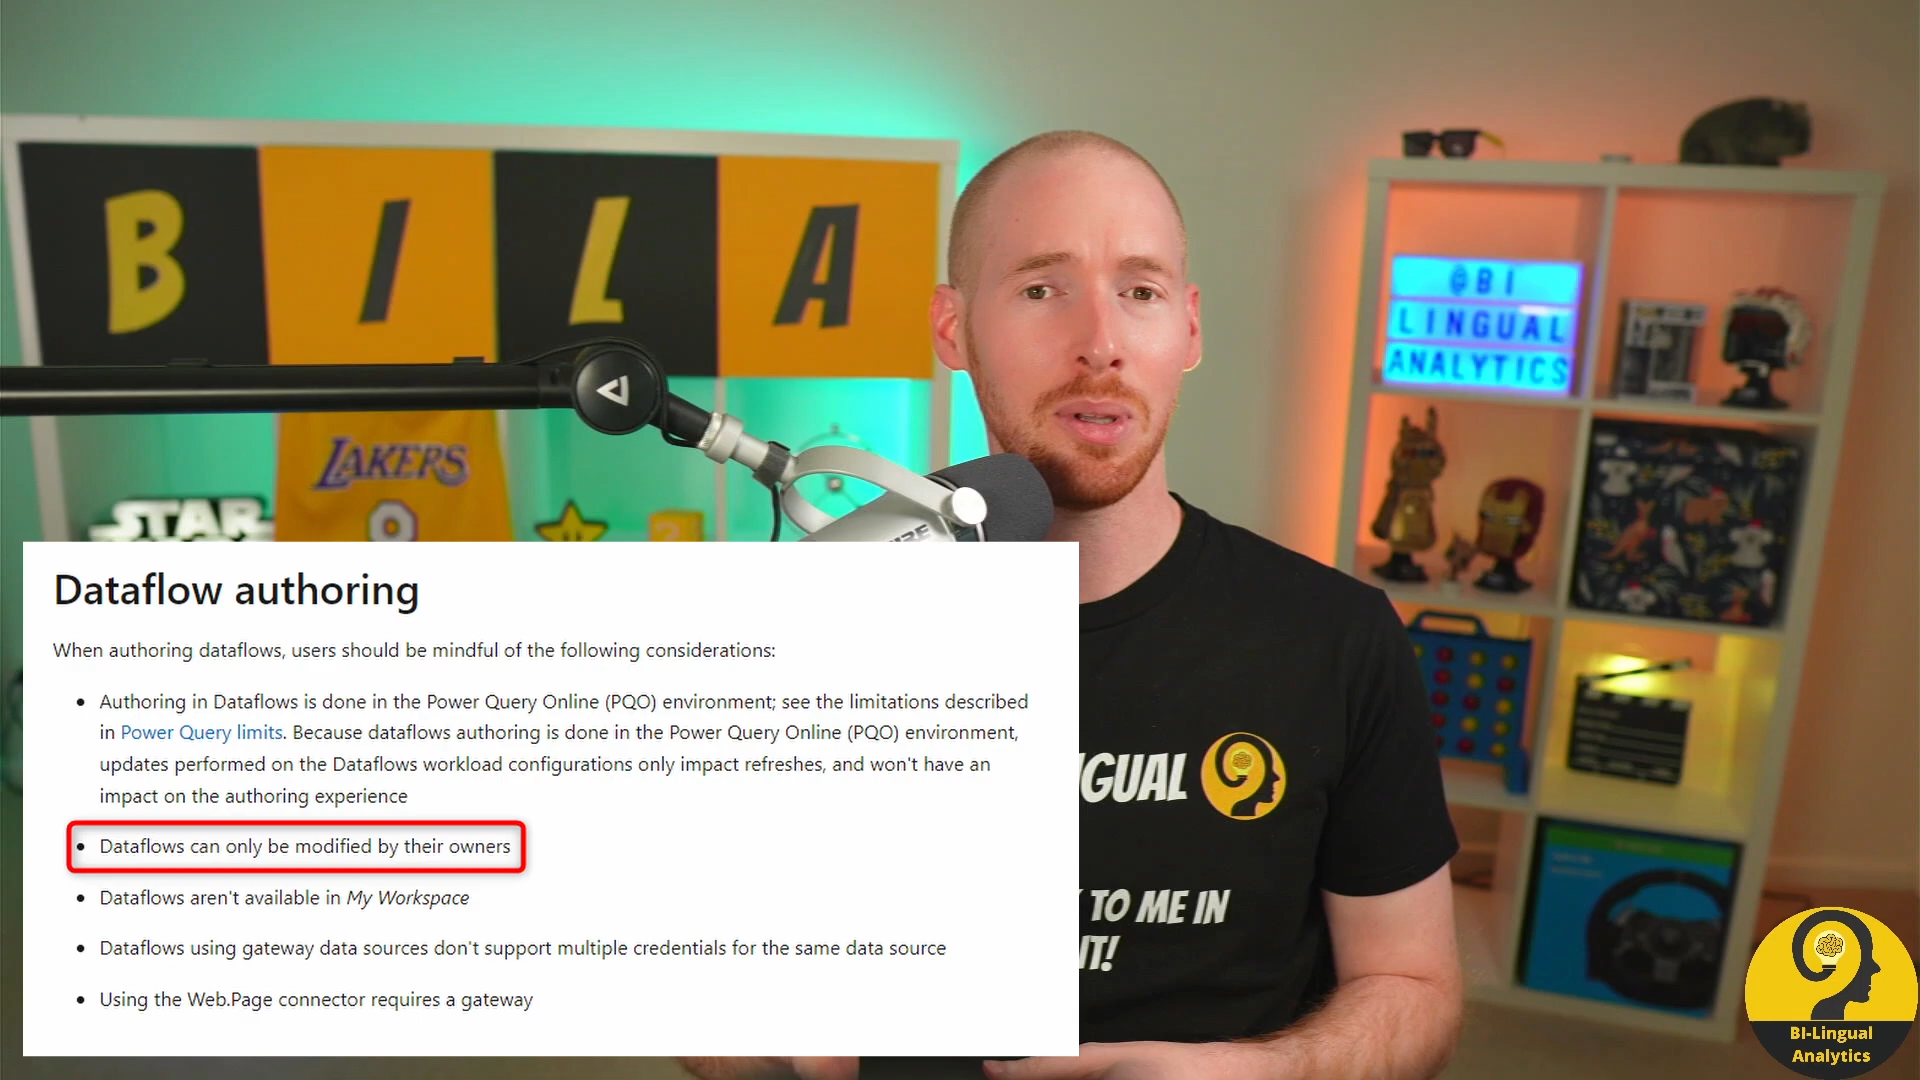 BILA
@BI
LINGUAL
ANALYTICS
LAKERS
0
STAR
Dataflow authoring
When authoring dataflows, users should be mindful of the following considerations:
• Authoring in Dataflows is done in the Power Query Online (PQO) environment; see the limitations described
in Power Query limits. Because dataflows authoring is done in the Power Query Online (PQO) environment,
updates performed on the Dataflows workload configurations only impact refreshes, and won't have an
impact on the authoring experience
• Dataflows can only be modified by their owners
• Dataflows aren't available in My Workspace
• Dataflows using gateway data sources don't support multiple credentials for the same data source
• Using the Web.Page connector requires a gateway
GUAL
TO ME IN
IT!
BI-Lingual
Analytics